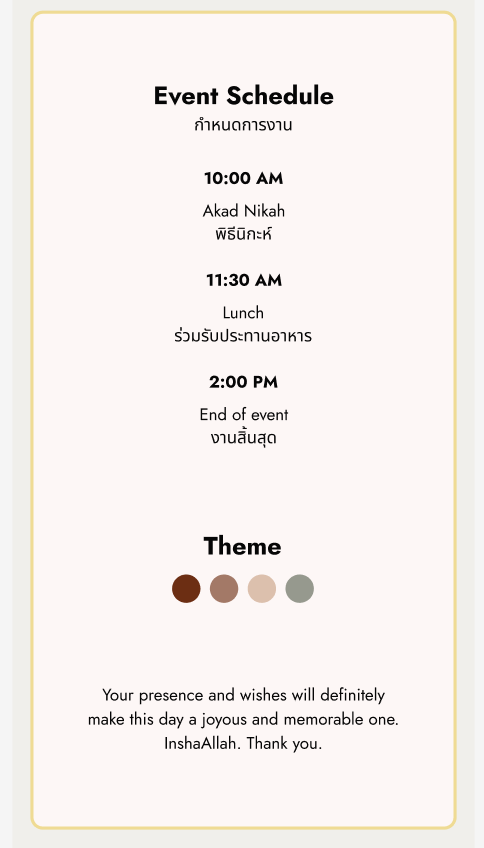 Event Schedule
กำหนดการงาน
10:00 AM
Akad Nikah
พิธีนิกะห์
11:30 AM
Lunch
ร่วมรับประทานอาหาร
2:00 PM
End of event
งานสิ้นสุด
Theme
Your presence and wishes will definitely
make this day a joyous and memorable one.
InshaAllah. Thank you.